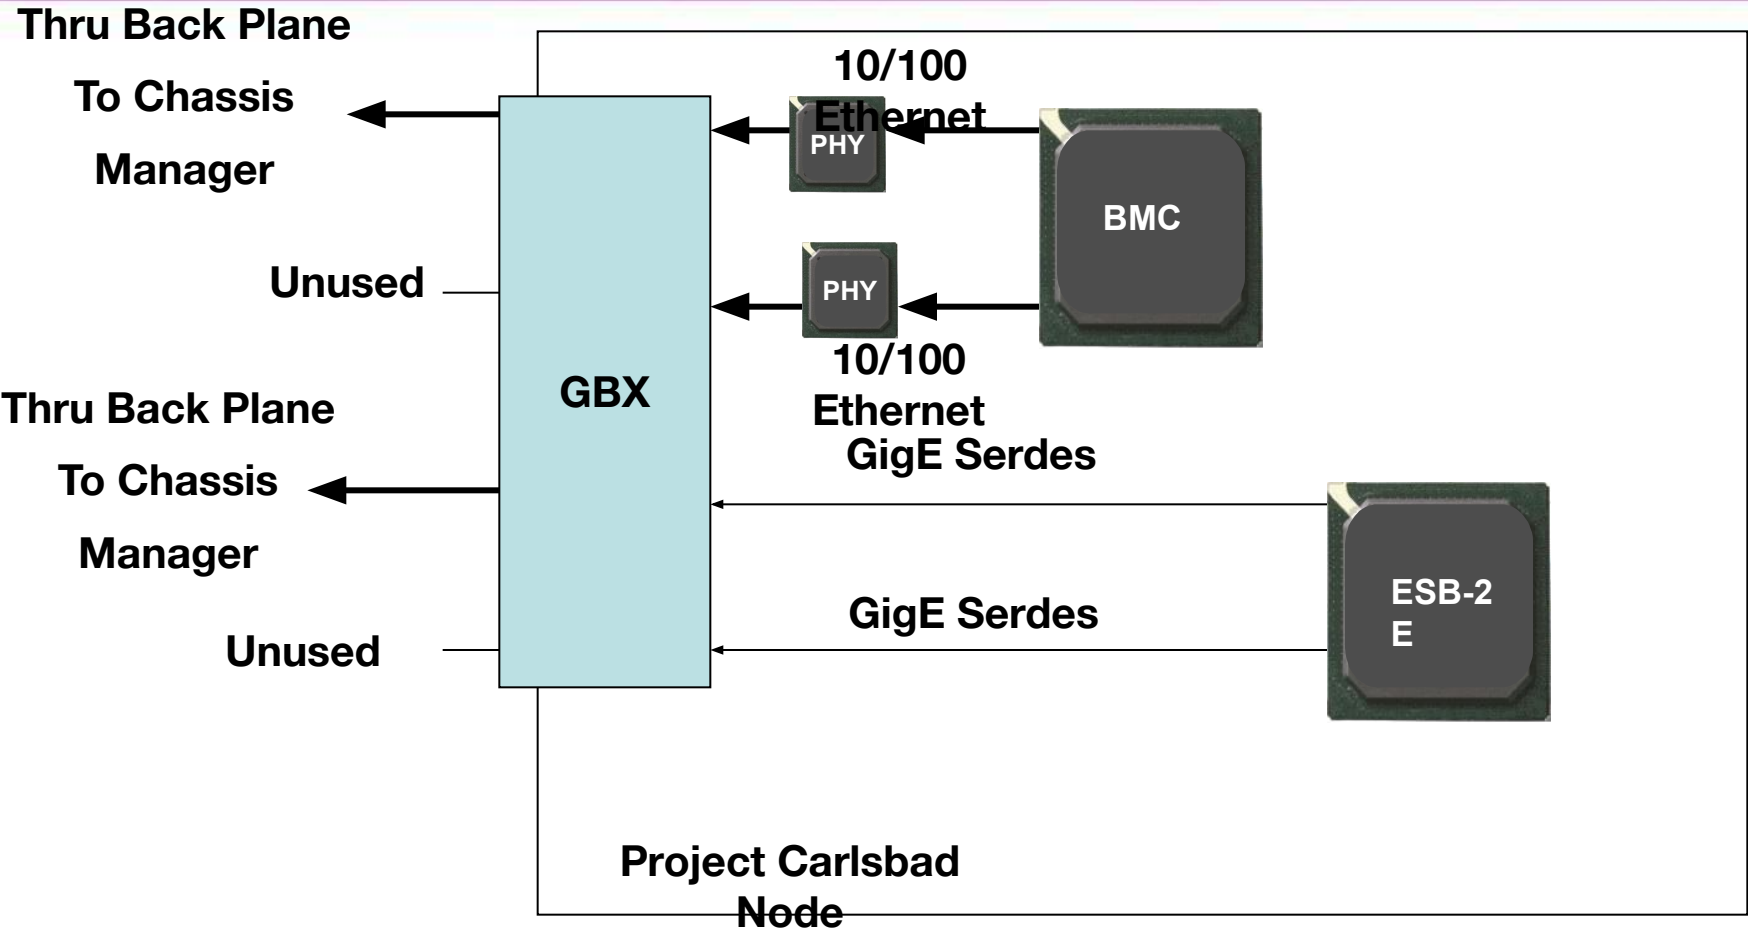 Thru Back Plane
To Chassis
Manager
10/100
Ethernet
PHY
BMC
Unused
PHY
10/100
Ethernet
GBX
Thru Back Plane
To Chassis
Manager
GigE Serdes
ESB-2
E
GigE Serdes
Unused
Project Carlsbad
Node